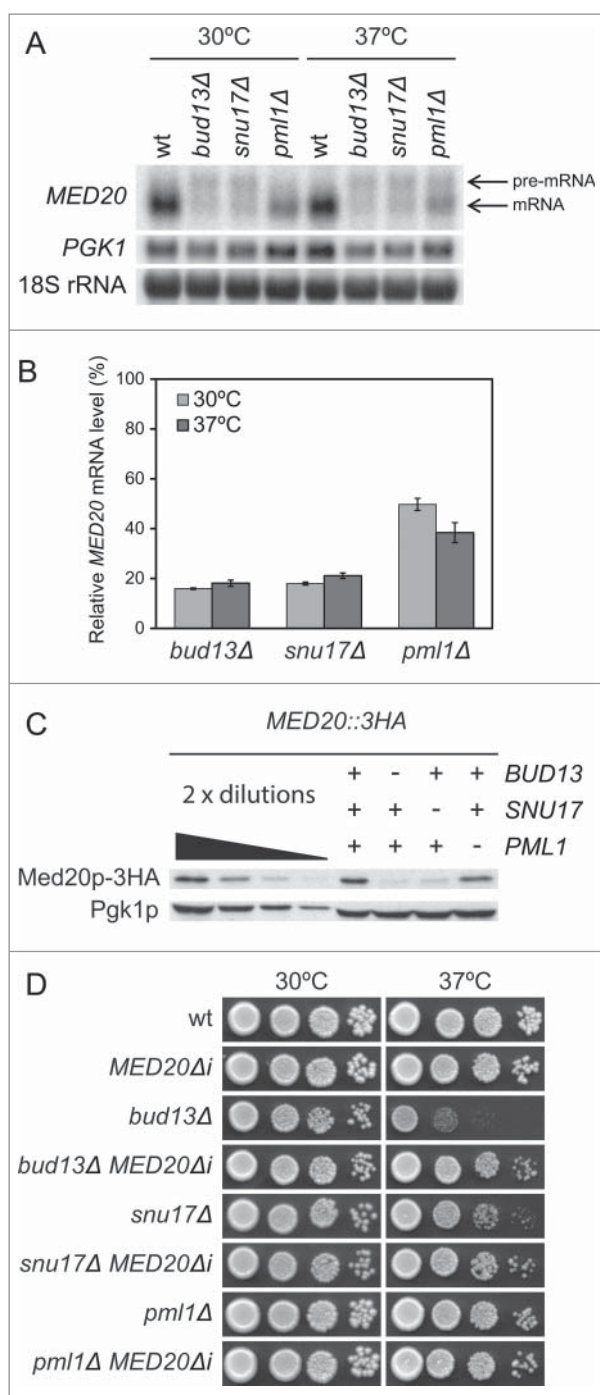 A
30ºC 37ºC
wt bud13Δ snu17Δ pml1Δ wt bud13Δ snu17Δ pml1Δ
MED20
pre-mRNA
mRNA
PGK1
18S rRNA
B
Relative MED20 mRNA level (%)
100
80
60
40
20
0
30ºC
37ºC
bud13Δ snu17Δ pml1Δ
C
MED20::3HA
2 x dilutions
+ - + + BUD13
+ + - + SNU17
+ + + - PML1
Med20p-3HA
Pgk1p
D
30ºC 37ºC
wt
MED20Δi
bud13Δ
bud13Δ MED20Δi
snu17Δ
snu17Δ MED20Δi
pml1Δ
pml1Δ MED20Δi